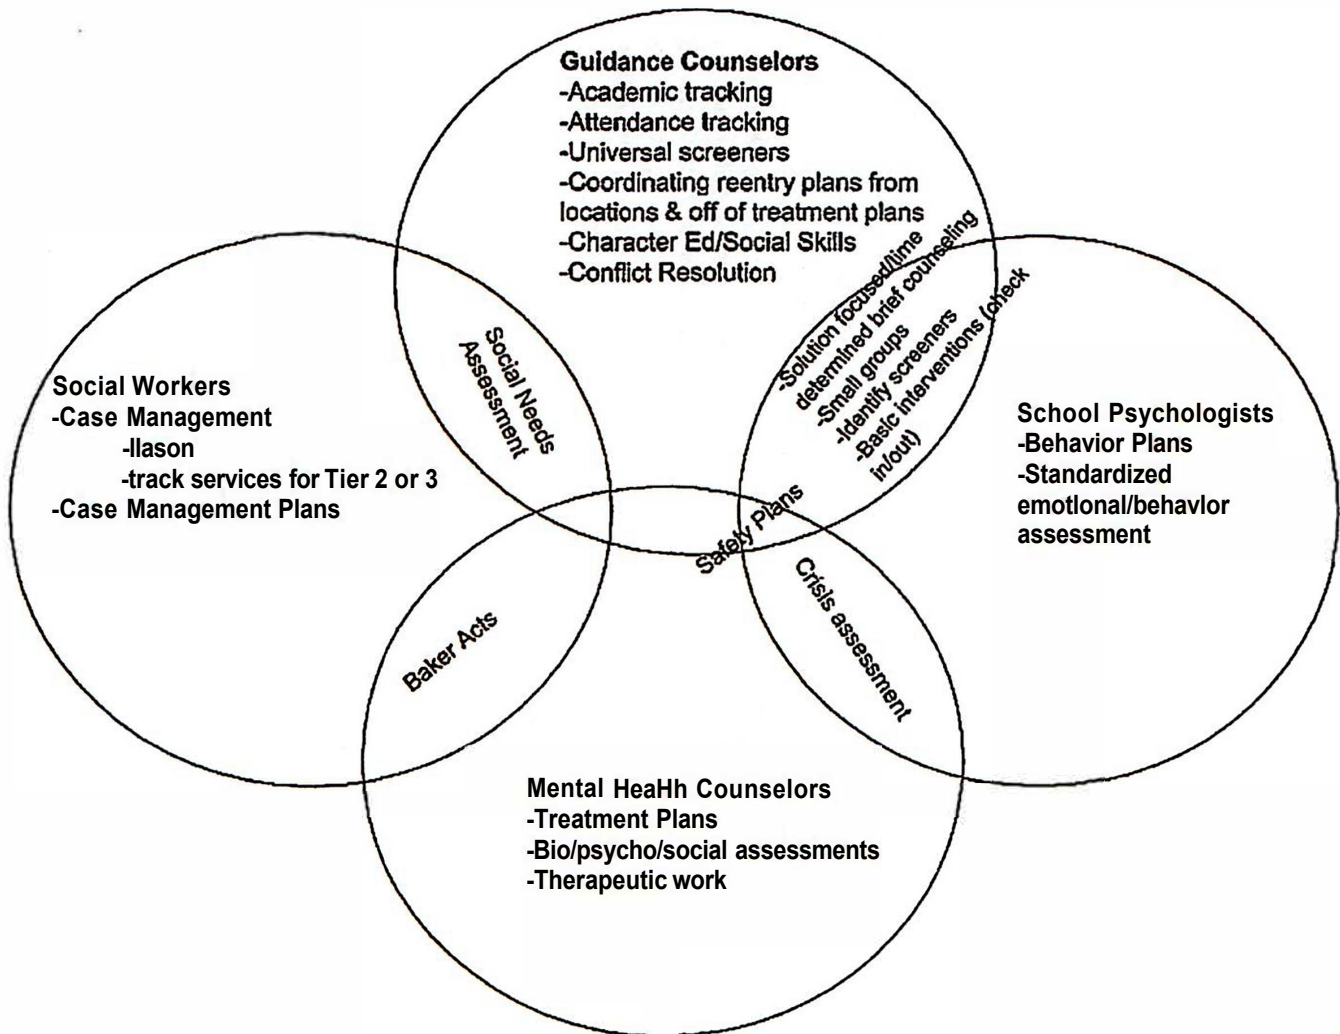 Guidance Counselors
-Academic tracking
-Attendance tracking
-Universal screeners
-Coordinating reentry plans from
locations & off of treatment plans
-Character Ed/Social Skills
-Conflict Resolution
-Solution focused/time
determined brief counseling
-Small groups
-Identify screeners
-Basic interventions (check
in/out)
Social Needs
Assessment
Social Workers
-Case Management
-Ilason
-track services for Tier 2 or 3
-Case Management Plans
School Psychologists
-Behavior Plans
-Standardized
emotlonal/behavlor
assessment
Safety Plans
Crisis assessment
Baker Acts
Mental HeaHh Counselors
-Treatment Plans
-Bio/psycho/social assessments
-Therapeutic work